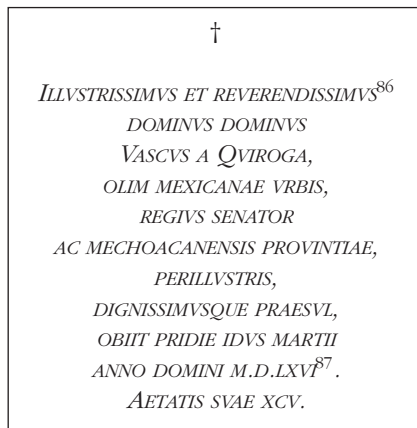 †
ILLVSTRISSIMVS ET REVERENDISSIMVS86
DOMINVS DOMINVS
VASCVS A QVIROGA,
OLIM MEXICANAE VRBIS,
REGIVS SENATOR
AC MECHOACANENSIS PROVINTIAE,
PERILLVSTRIS,
DIGNISSIMVSQVE PRAESVL,
OBIIT PRIDIE IDVS MARTII
ANNO DOMINI M.D.LXVI87.
AETATIS SVAE XCV.